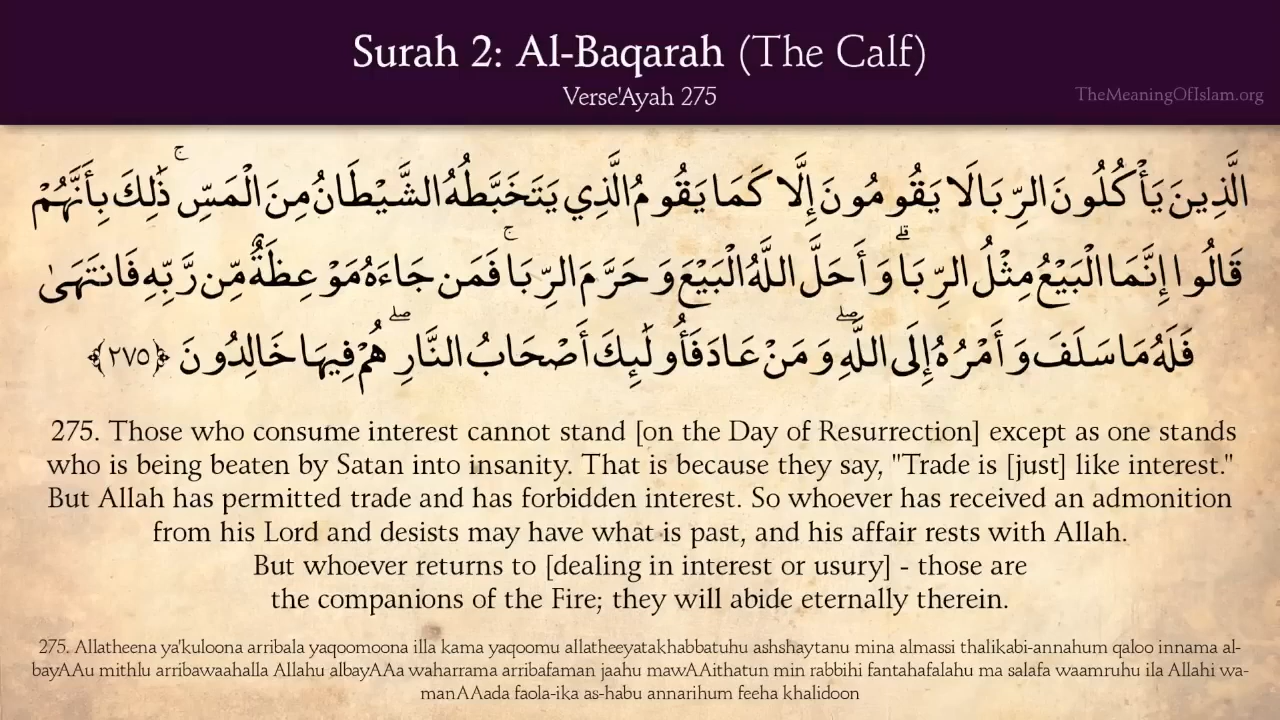 Surah 2: Al-Baqarah (The Calf)
Verse'Ayah 275
TheMeaningOfIslam.org
الَّذِينَ يَأْكُلُونَ الرِّبَا لَا يَقُومُونَ إِلَّا كَمَا يَقُومُ الَّذِي يَتَخَبَّطُهُ الشَّيْطَانُ مِنَ الْمَسِّ ۚ ذَٰلِكَ بِأَنَّهُمْ
قَالُوا إِنَّمَا الْبَيْعُ مِثْلُ الرِّبَا ۗ وَأَحَلَّ اللَّهُ الْبَيْعَ وَحَرَّمَ الرِّبَا ۚ فَمَن جَاءَهُ مَوْعِظَةٌ مِّن رَّبِّهِ فَانتَهَىٰ
فَلَهُ مَا سَلَفَ وَأَمْرُهُ إِلَى اللَّهِ ۖ وَمَنْ عَادَ فَأُولَٰئِكَ أَصْحَابُ النَّارِ ۖ هُمْ فِيهَا خَالِدُونَ ﴿٢٧٥﴾
275. Those who consume interest cannot stand [on the Day of Resurrection] except as one stands
who is being beaten by Satan into insanity. That is because they say, "Trade is [just] like interest."
But Allah has permitted trade and has forbidden interest. So whoever has received an admonition
from his Lord and desists may have what is past, and his affair rests with Allah.
But whoever returns to [dealing in interest or usury] - those are
the companions of the Fire; they will abide eternally therein.
275. Allatheena ya'kuloona arribala yaqoomoona illa kama yaqoomu allatheeyatakhabbatuhu ashshaytanu mina almassi thalikabi-annahum qaloo innama al-
bayAAu mithlu arribawaahalla Allahu albayAAa waharrama arribafaman jaahu mawAAithatun min rabbihi fantahafalahu ma salafa waamruhu ila Allahi wa-
manAAada faola-ika as-habu annarihum feeha khalidoon